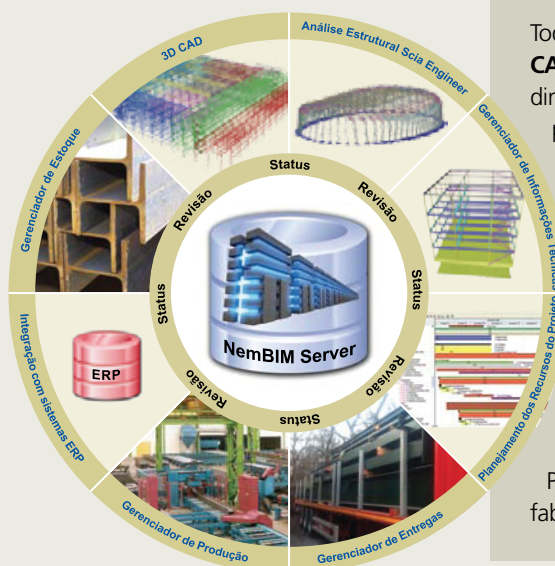 3D CAD
Análise Estrutural Scia Engineer
Gerenciador de Informações
Planejamento dos Recursos do Projeto
Gerenciador de Entregas
Gerenciador de Produção
Integração com sistemas ERP
Gerenciador de Estoque
Status
Revisão
Status
Revisão
Status
Revisão
Status
Revisão
NemBIM Server
ERP
Tod
CA
dir
P
fab